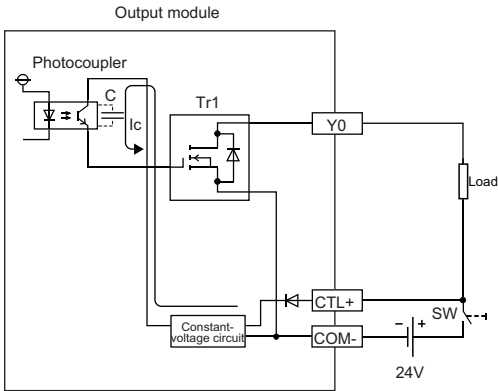 Output module
Photocoupler
C
Ic
Tr1
Y0
Load
CTL+
SW
Constant-
voltage circuit
COM-
− +
24V